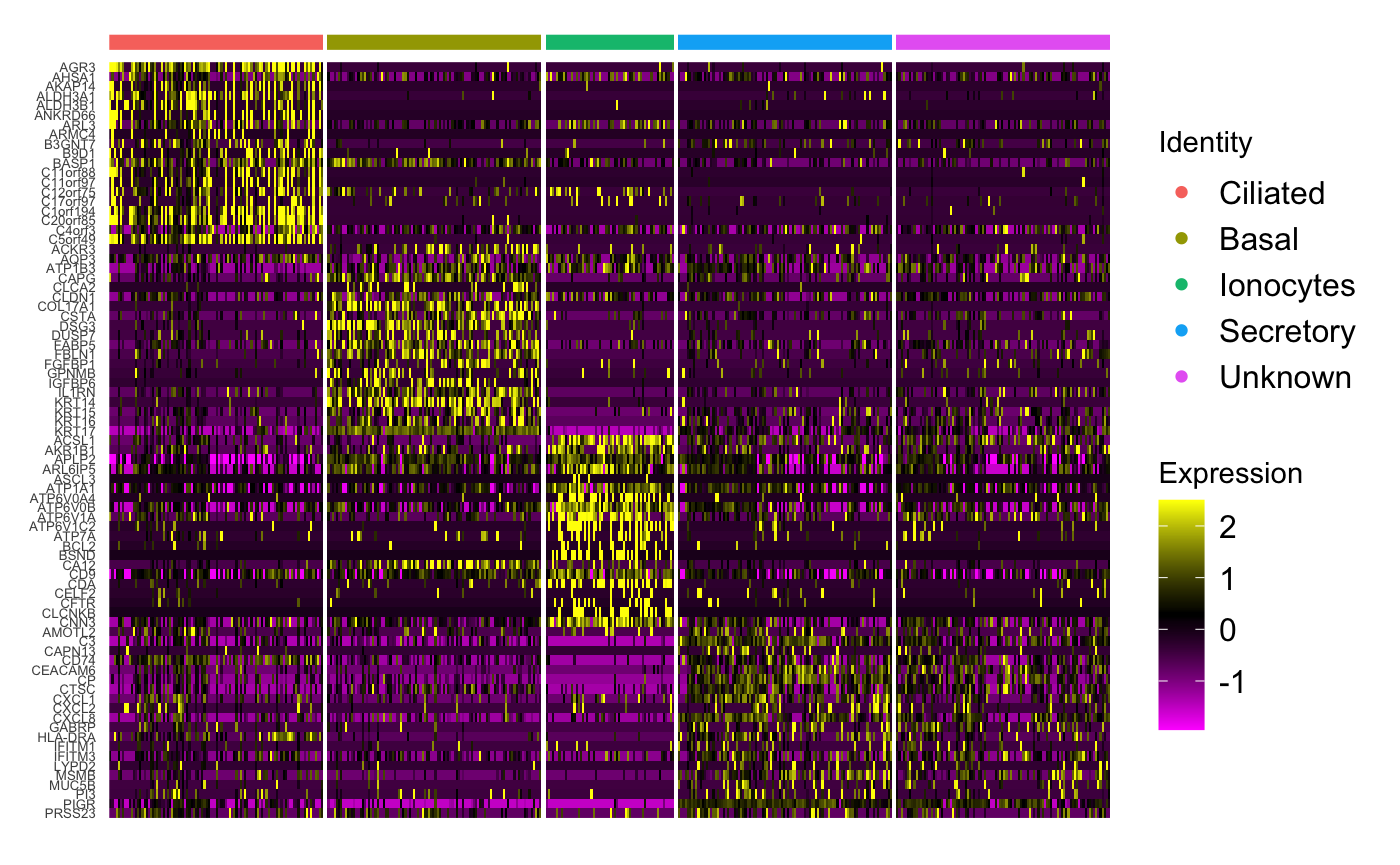 AGR3
AHSA1
AKAP14
ALDH3A1
ALDH3B1
ANKRD66
ARL3
ARMC4
B3GNT7
B9D1
BASP1
C11orf88
C11orf97
C12orf75
C17orf97
C1orf194
C20orf85
C4orf3
C5orf49
ACKR3
AQP3
ATP1B3
CAPG
CLCA2
CLDN1
COL17A1
CSTA
DSG3
DUSP7
FABP5
FBLN1
FGFBP1
GPNMB
IGFBP6
IL1RN
KRT14
KRT15
KRT16
KRT17
ACSL1
AKR1B1
APLP2
ARL6IP5
ASCL3
ATP1A1
ATP6V0A4
ATP6V0B
ATP6V1A
ATP6V1C2
ATP7A
BCL2
BSND
CA12
CD9
CDA
CELF2
CFTR
CLCNKB
CNN3
AMOTL2
C3
CAPN13
CD74
CEACAM6
CP
CTSC
CXCL1
CXCL2
CXCL8
GABRP
HLA-DRA
IFITM1
IFITM3
LYPD2
MSMB
MUC5B
PI3
PIGR
PRSS23
Identity
Ciliated
Basal
Ionocytes
Secretory
Unknown
Expression
2
1
0
-1